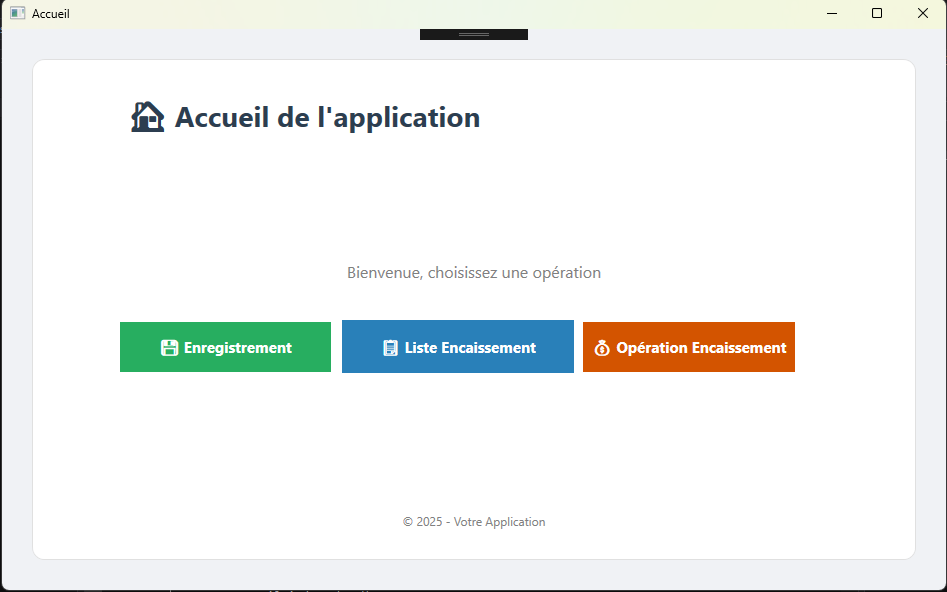 Accueil
Accueil de l'application
Bienvenue, choisissez une opération
Enregistrement
Liste Encaissement
Opération Encaissement
© 2025 - Votre Application